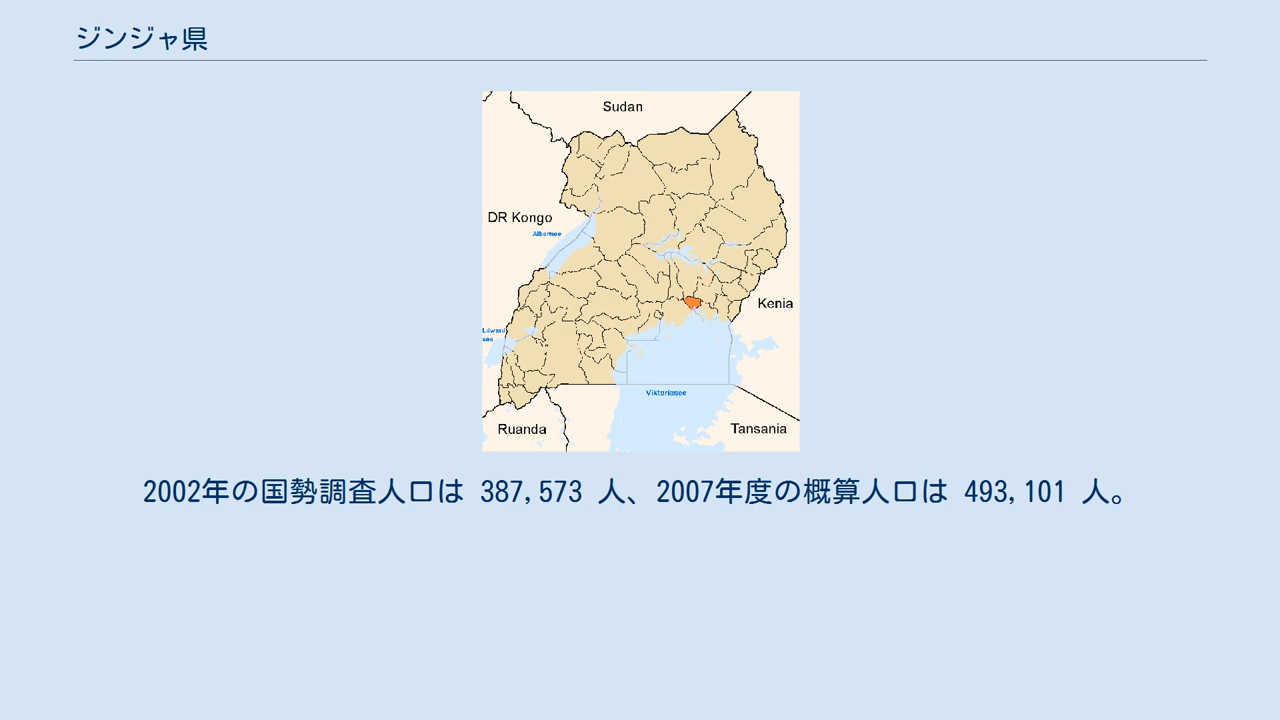 ジンジャ県
Sudan
DR Kongo
Albertsee
Kenia
Edward
see
Viktoriasee
Ruanda
Tansania
2002年の国勢調査人口は 387,573 人、2007年度の概算人口は 493,101 人。